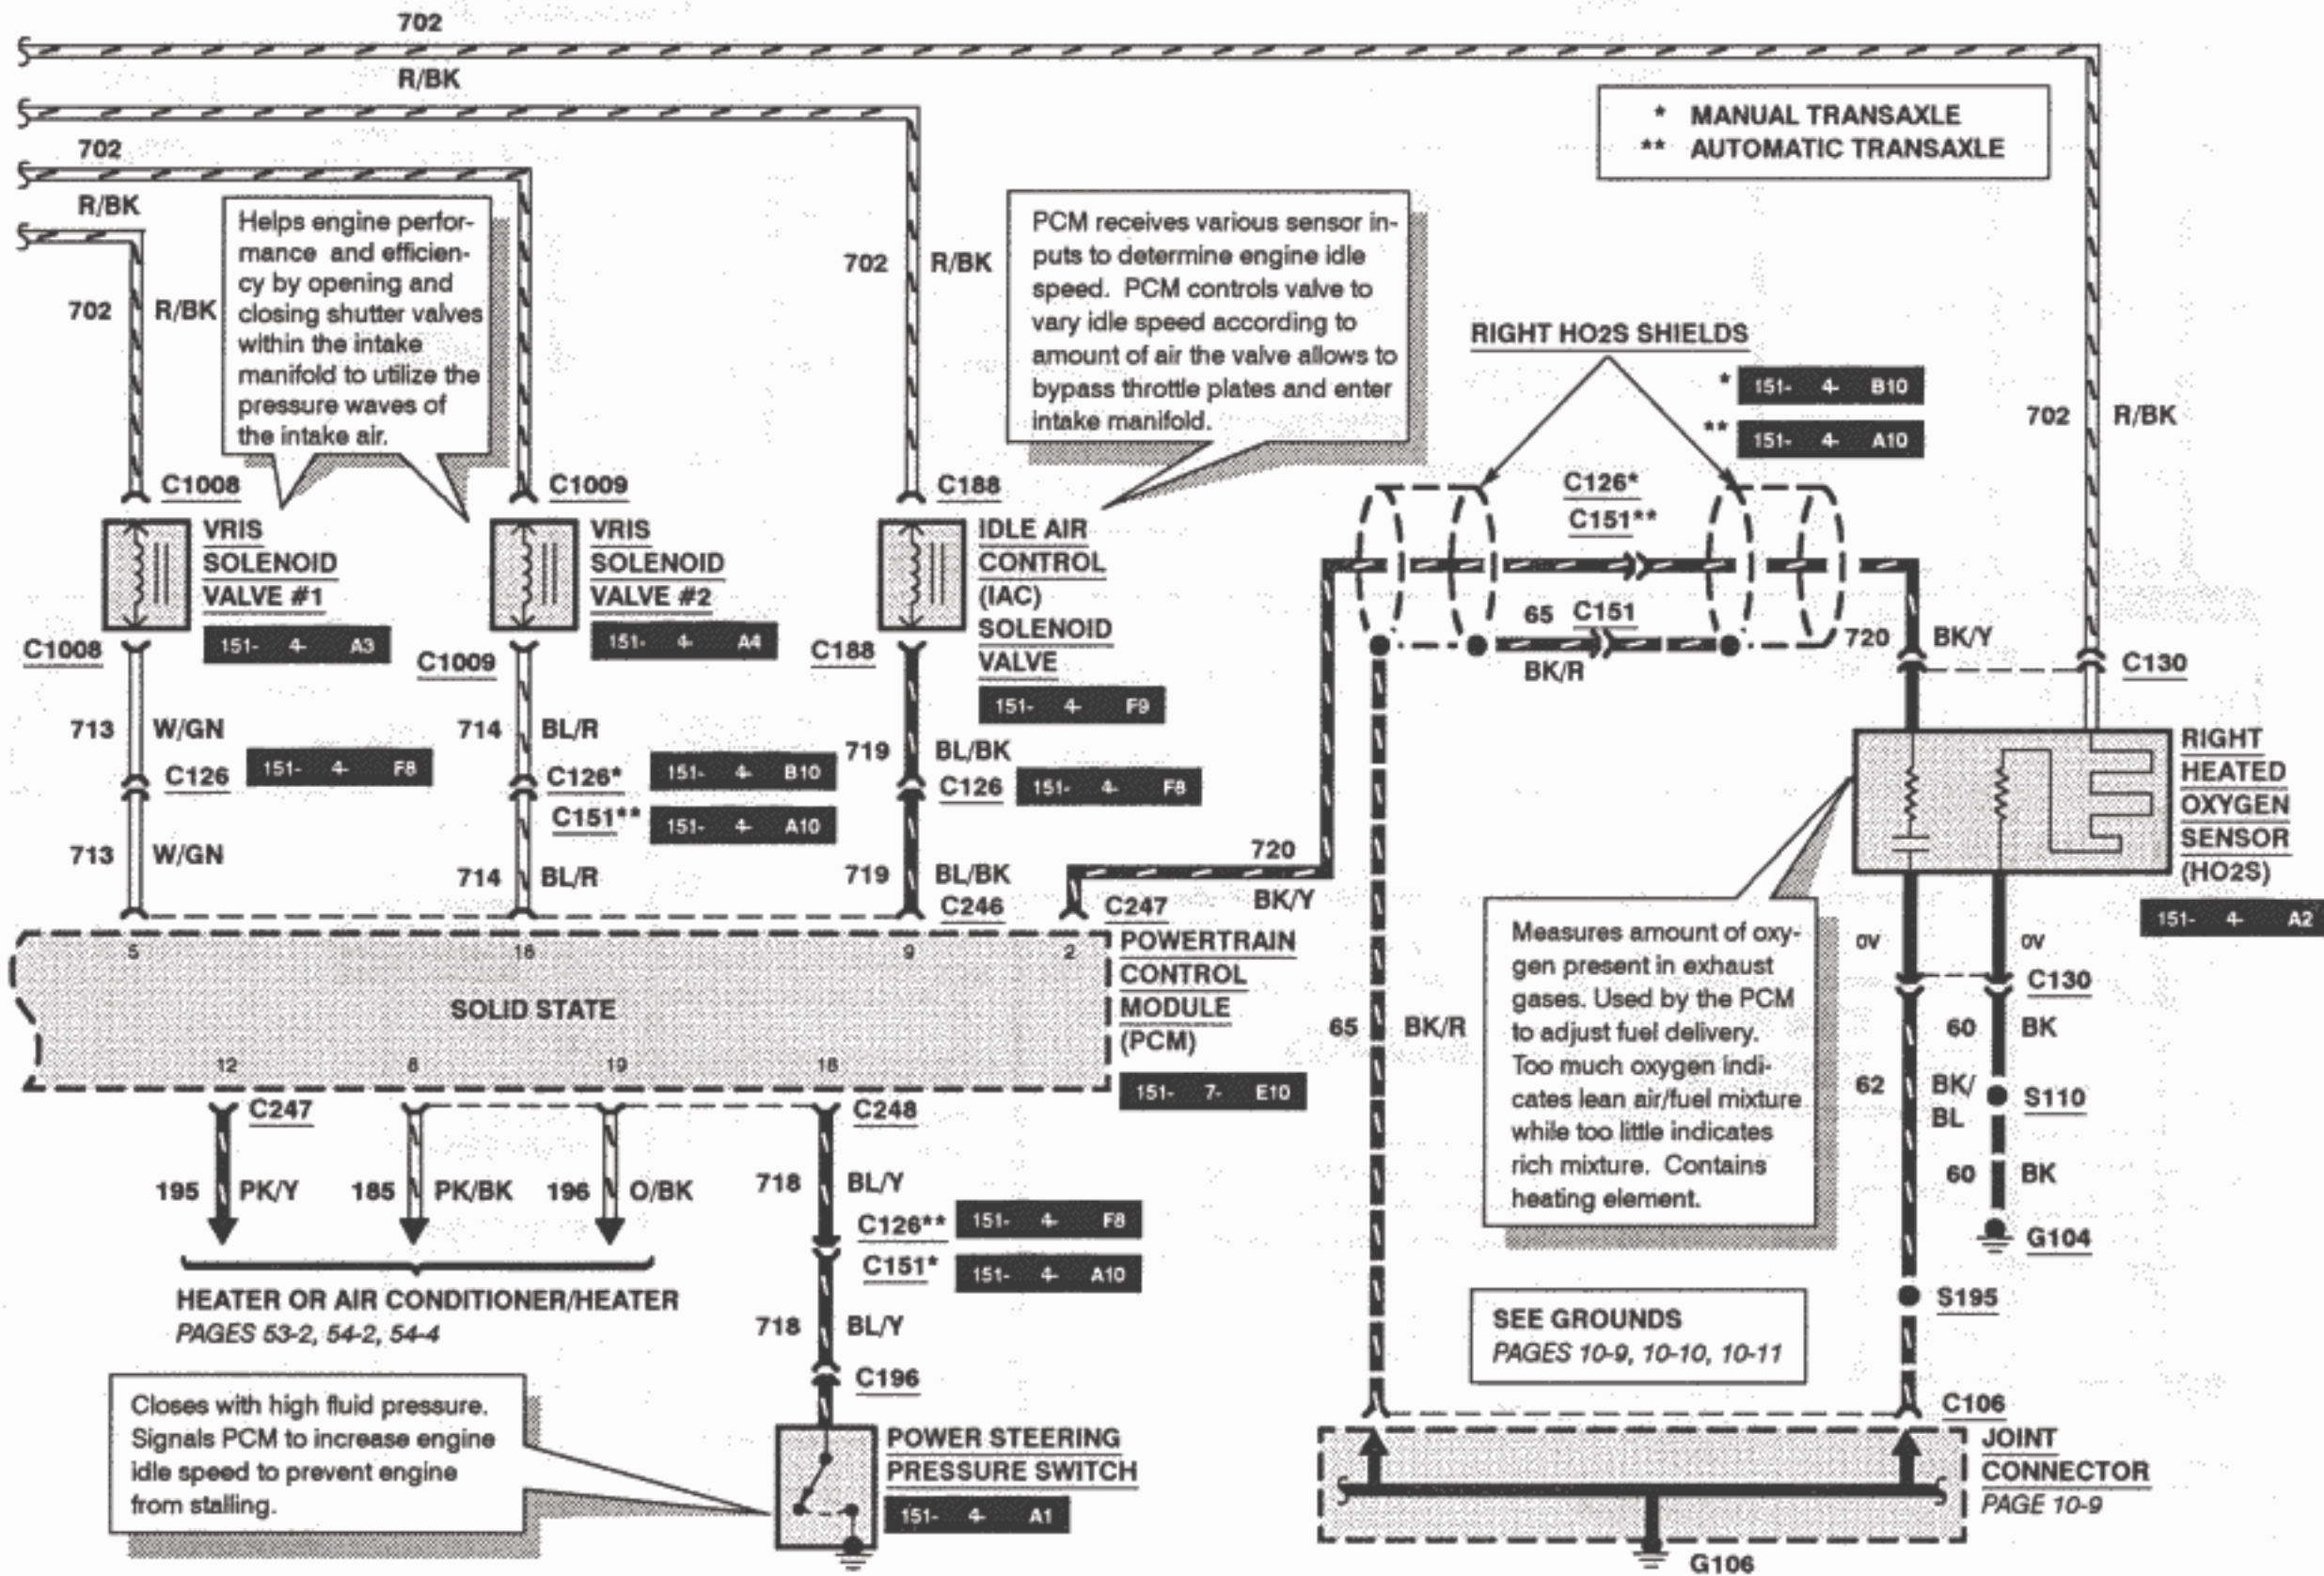 702
R/BK
702
R/BK
702 R/BK
Helps engine perfor-
mance and efficien-
cy by opening and
closing shutter valves
within the intake
manifold to utilize the
pressure waves of
the intake air.
702 R/BK
PCM receives various sensor in-
puts to determine engine idle
speed. PCM controls valve to
vary idle speed according to
amount of air the valve allows to
bypass throttle plates and enter
intake manifold.
* MANUAL TRANSAXLE
** AUTOMATIC TRANSAXLE
RIGHT HO2S SHIELDS
* 151- 4- B10
** 151- 4- A10
702 R/BK
C126*
C151**
65 C151
BK/R
720 BK/Y
C130
C1008
VRIS
SOLENOID
VALVE #1
151- 4- A3
C1008
713 W/GN
C126 151- 4- F8
713 W/GN
C1009
VRIS
SOLENOID
VALVE #2
151- 4- A4
C1009
714 BL/R
C126* 151- 4- B10
C151** 151- 4- A10
714 BL/R
C188
IDLE AIR
CONTROL
(IAC)
SOLENOID
VALVE
C188
151- 4- F9
719 BL/BK
C126 151- 4- F8
719 BL/BK
C246
720
BK/Y
C247
RIGHT
HEATED
OXYGEN
SENSOR
(HO2S)
151- 4- A2
5 16 9 2
SOLID STATE
12 8 19 18
POWERTRAIN
CONTROL
MODULE
(PCM)
151- 7- E10
65 BK/R
Measures amount of oxy-
gen present in exhaust
gases. Used by the PCM
to adjust fuel delivery.
Too much oxygen indi-
cates lean air/fuel mixture
while too little indicates
rich mixture. Contains
heating element.
OV OV
C130
60 BK
62 BK/
BL
S110
60 BK
G104
S195
C247
C248
195 PK/Y 185 PK/BK 196 O/BK
HEATER OR AIR CONDITIONER/HEATER
PAGES 53-2, 54-2, 54-4
718 BL/Y
C126** 151- 4- F8
C151* 151- 4- A10
718 BL/Y
C196
POWER STEERING
PRESSURE SWITCH
151- 4- A1
Closes with high fluid pressure.
Signals PCM to increase engine
idle speed to prevent engine
from stalling.
SEE GROUNDS
PAGES 10-9, 10-10, 10-11
C106
JOINT
CONNECTOR
PAGE 10-9
G106